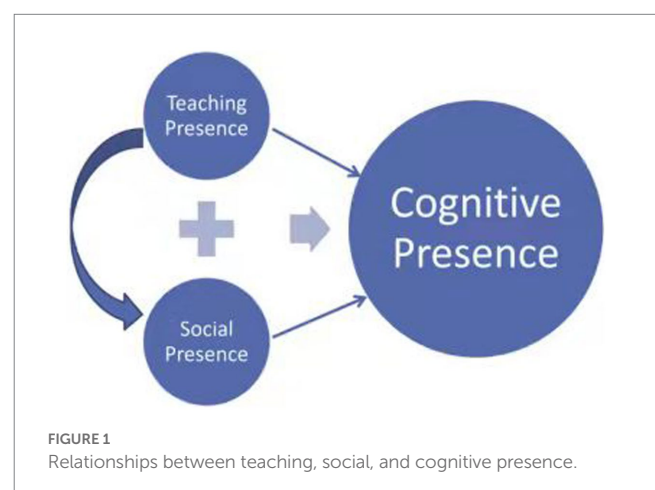 Teaching
Presence
Cognitive
Presence
Social
Presence
FIGURE 1
Relationships between teaching, social, and cognitive presence.